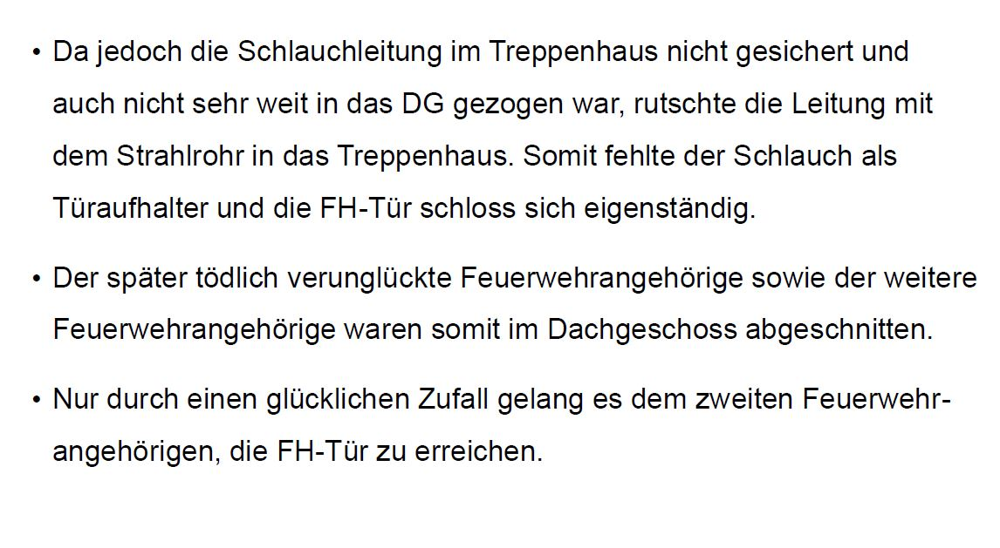 • Da jedoch die Schlauchleitung im Treppenhaus nicht gesichert und
auch nicht sehr weit in das DG gezogen war, rutschte die Leitung mit
dem Strahlrohr in das Treppenhaus. Somit fehlte der Schlauch als
Türaufhalter und die FH-Tür schloss sich eigenständig.
• Der später tödlich verunglückte Feuerwehrangehörige sowie der weitere
Feuerwehrangehörige waren somit im Dachgeschoss abgeschnitten.
• Nur durch einen glücklichen Zufall gelang es dem zweiten Feuerwehr-
angehörigen, die FH-Tür zu erreichen.